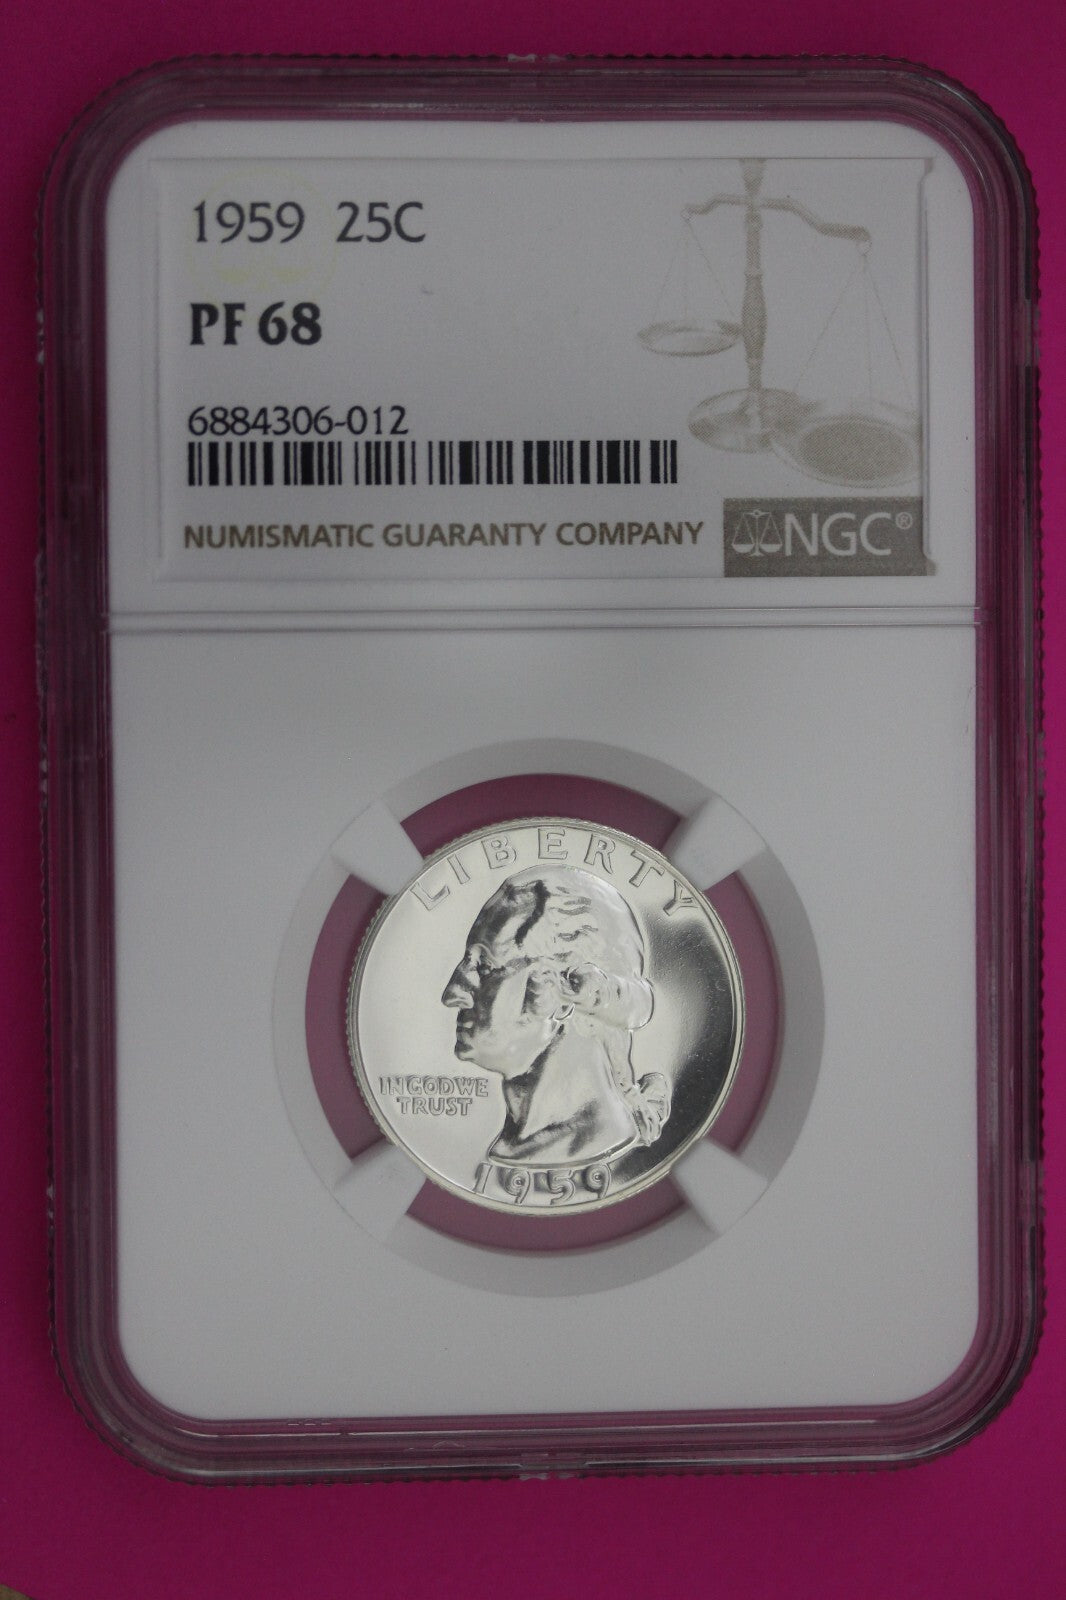 1959 25C
PF 68
6884306-012
NUMISMATIC GUARANTY COMPANY
NGC®
LIBERTY
IN GOD WE
TRUST
1959